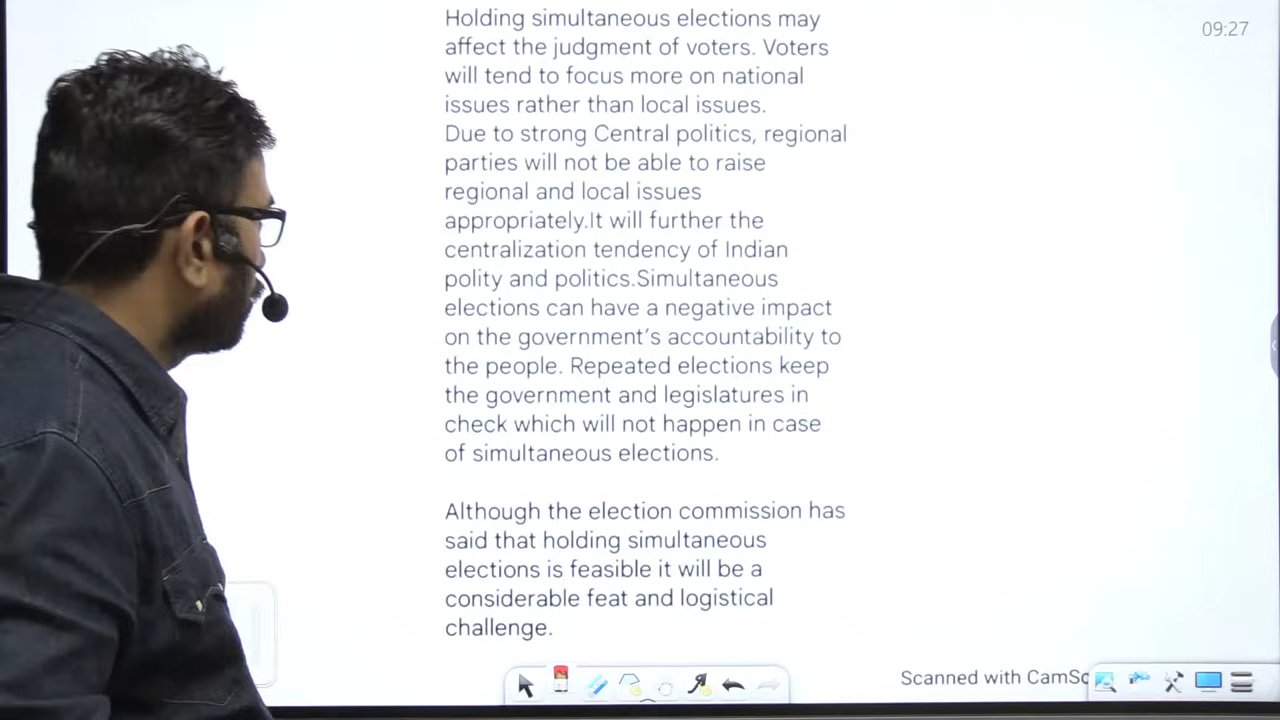 Holding simultaneous elections may
affect the judgment of voters. Voters
will tend to focus more on national
issues rather than local issues.
Due to strong Central politics, regional
parties will not be able to raise
regional and local issues
appropriately.It will further the
centralization tendency of Indian
polity and politics.Simultaneous
elections can have a negative impact
on the government's accountability to
the people. Repeated elections keep
the government and legislatures in
check which will not happen in case
of simultaneous elections.
Although the election commission has
said that holding simultaneous
elections is feasible it will be a
considerable feat and logistical
challenge.
09:27
Scanned with CamSc